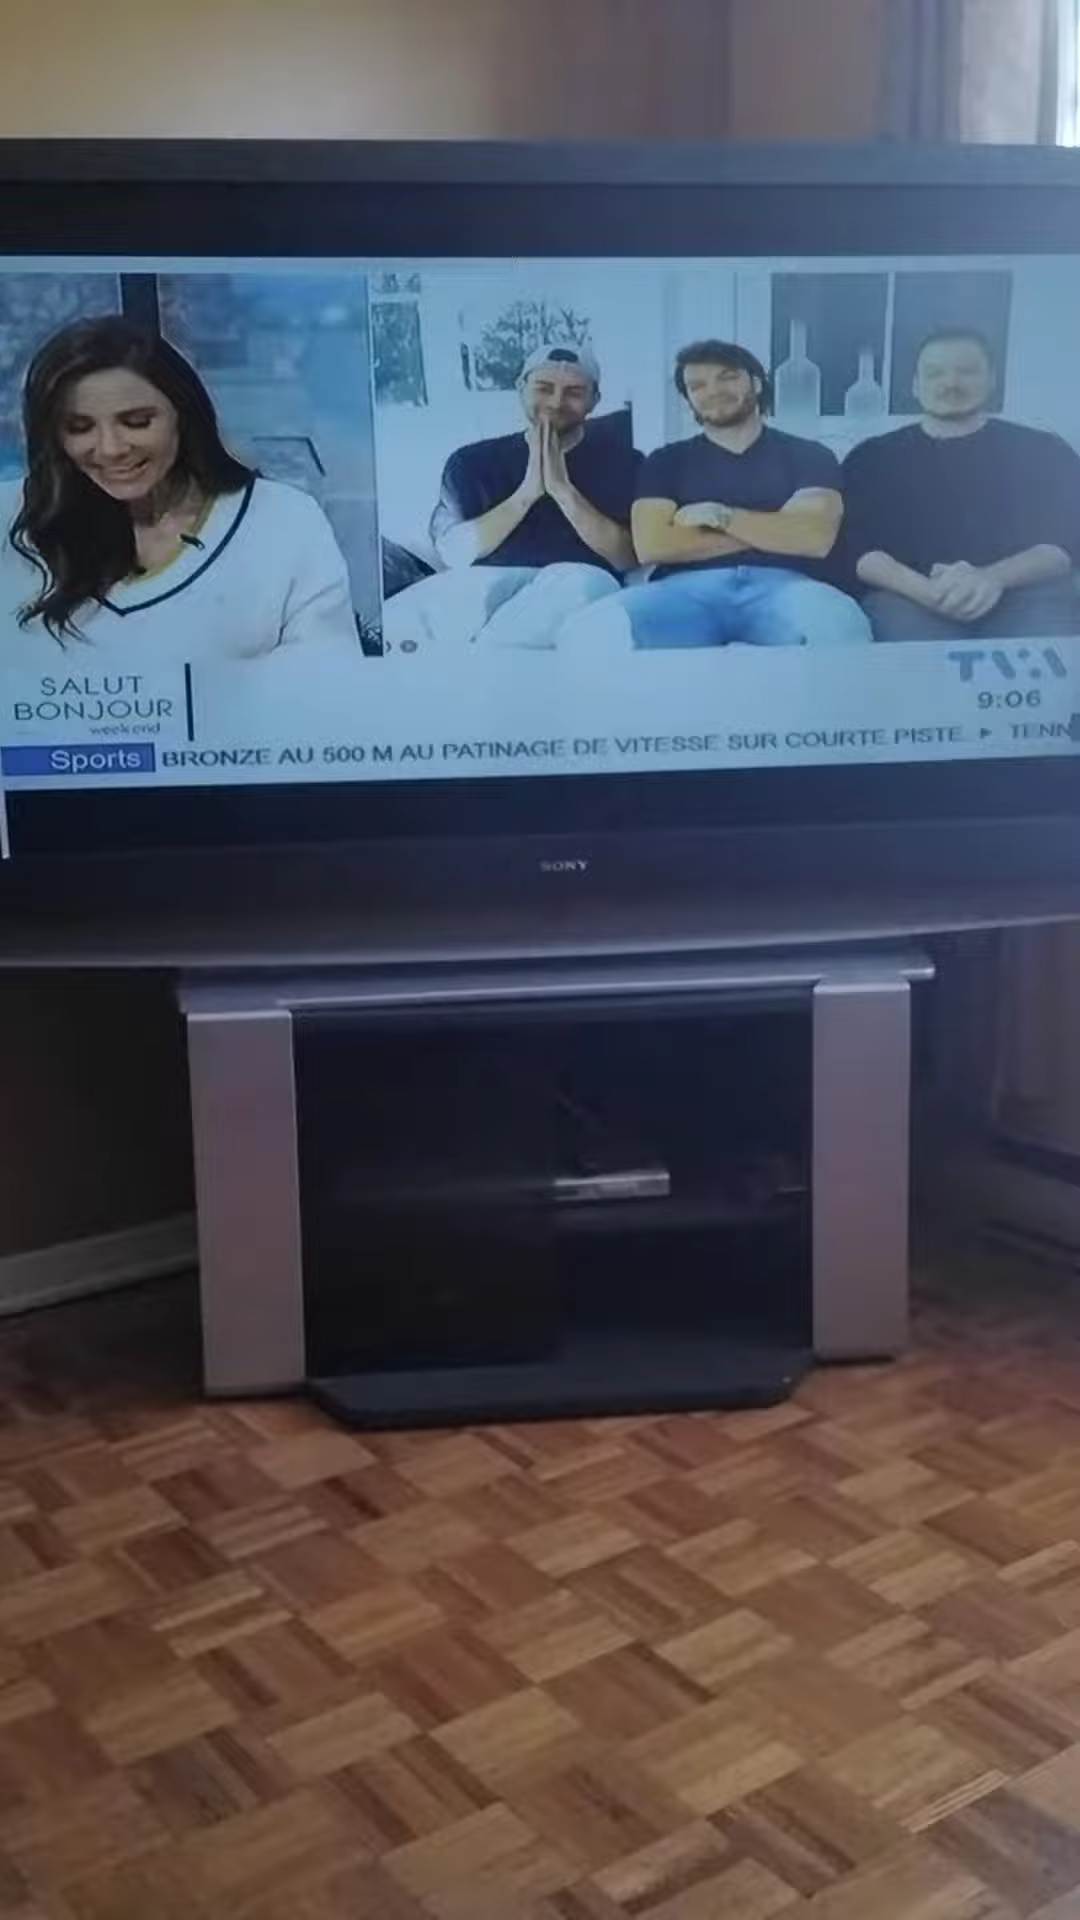 SALUT
BONJOUR
week-end
TVA
9:06
Sports BRONZE AU 500 M AU PATINAGE DE VITESSE SUR COURTE PISTE ► TENN
SONY